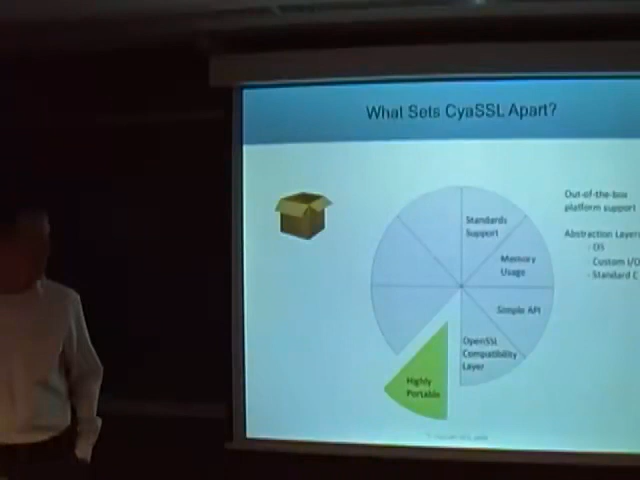 What Sets CyaSSL Apart?
Standards
Support
Memory
Usage
Simple API
OpenSSL
Compatibility
Layer
Highly
Portable
Out-of-the-box
platform support
Abstraction Layers
- OS
- Custom I/O
- Standard C